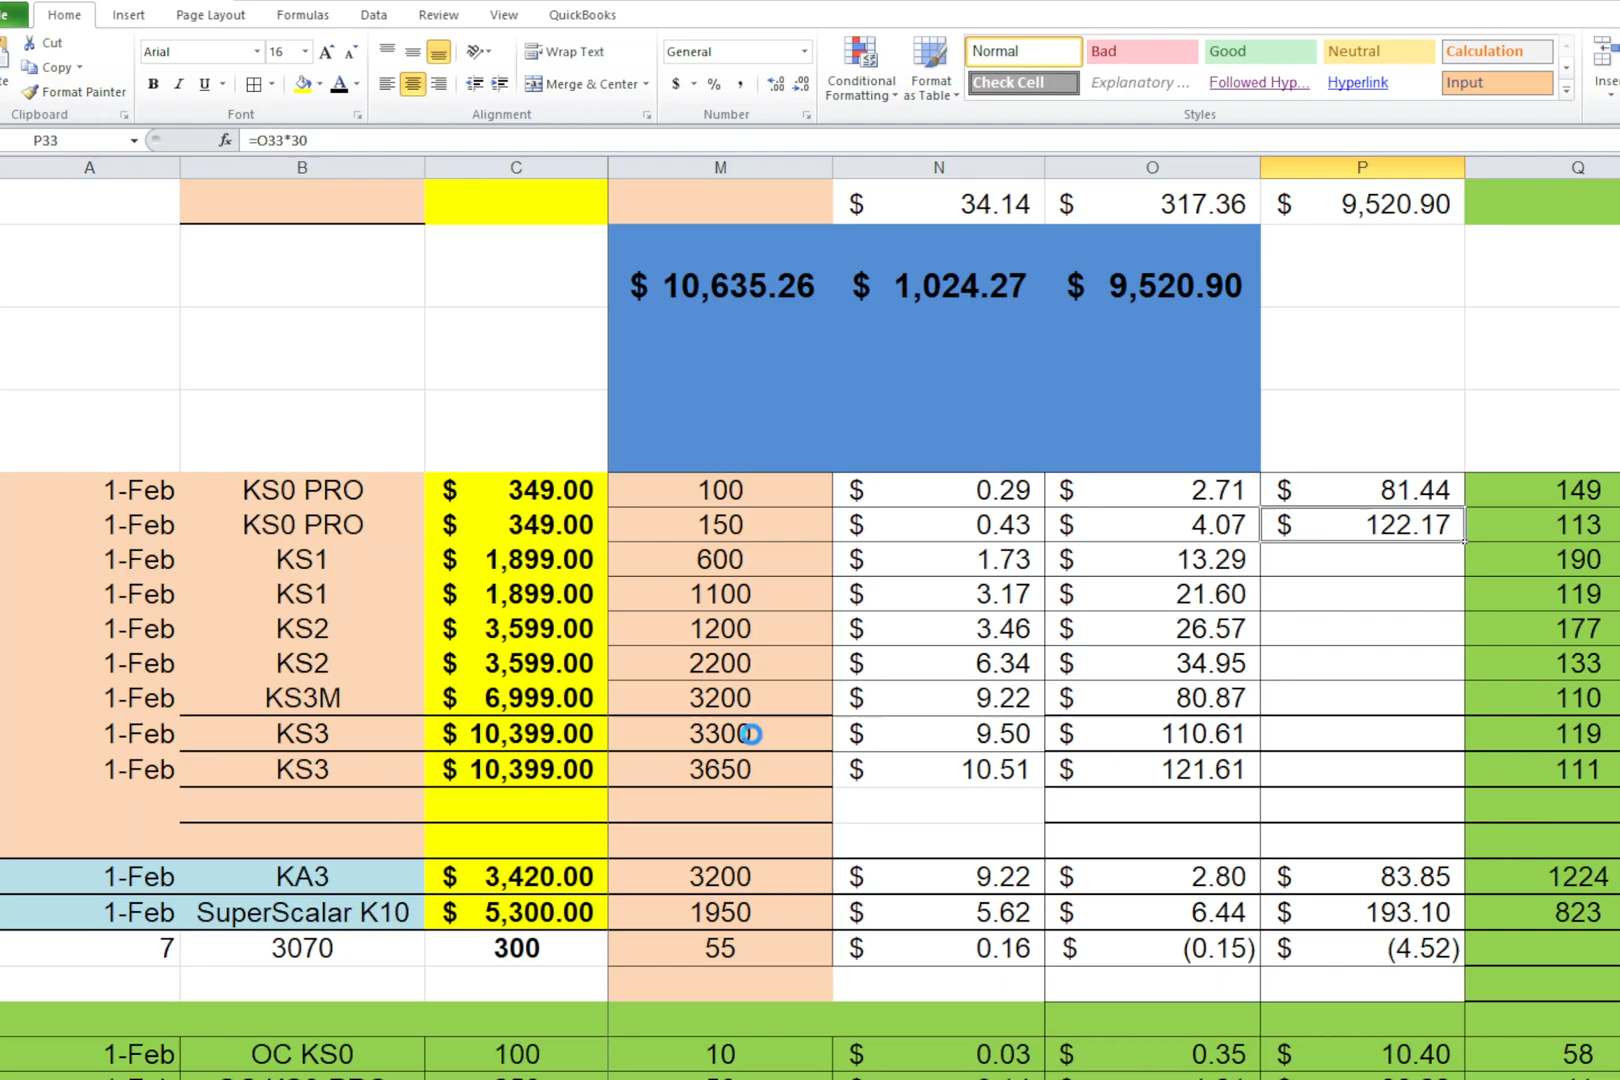 Home Insert Page Layout Formulas Data Review View QuickBooks
Cut
Copy
Format Painter
Clipboard
Arial 16
B I U
Font
Wrap Text
Merge & Center
Alignment
General
$ % ,
Number
Conditional Formatting
Format as Table
Normal Bad Good Neutral Calculation
Check Cell Explanatory ... Followed Hyp... Hyperlink Input
Styles
P33 fx =O33*30
A B C M N O P Q
$ 34.14 $ 317.36 $ 9,520.90
$ 10,635.26 $ 1,024.27 $ 9,520.90
1-Feb KS0 PRO $ 349.00 100 $ 0.29 $ 2.71 $ 81.44 149
1-Feb KS0 PRO $ 349.00 150 $ 0.43 $ 4.07 $ 122.17 113
1-Feb KS1 $ 1,899.00 600 $ 1.73 $ 13.29 190
1-Feb KS1 $ 1,899.00 1100 $ 3.17 $ 21.60 119
1-Feb KS2 $ 3,599.00 1200 $ 3.46 $ 26.57 177
1-Feb KS2 $ 3,599.00 2200 $ 6.34 $ 34.95 133
1-Feb KS3M $ 6,999.00 3200 $ 9.22 $ 80.87 110
1-Feb KS3 $ 10,399.00 3300 $ 9.50 $ 110.61 119
1-Feb KS3 $ 10,399.00 3650 $ 10.51 $ 121.61 111
1-Feb KA3 $ 3,420.00 3200 $ 9.22 $ 2.80 $ 83.85 1224
1-Feb SuperScalar K10 $ 5,300.00 1950 $ 5.62 $ 6.44 $ 193.10 823
7 3070 300 55 $ 0.16 $ (0.15) $ (4.52)
1-Feb OC KS0 100 10 $ 0.03 $ 0.35 $ 10.40 58